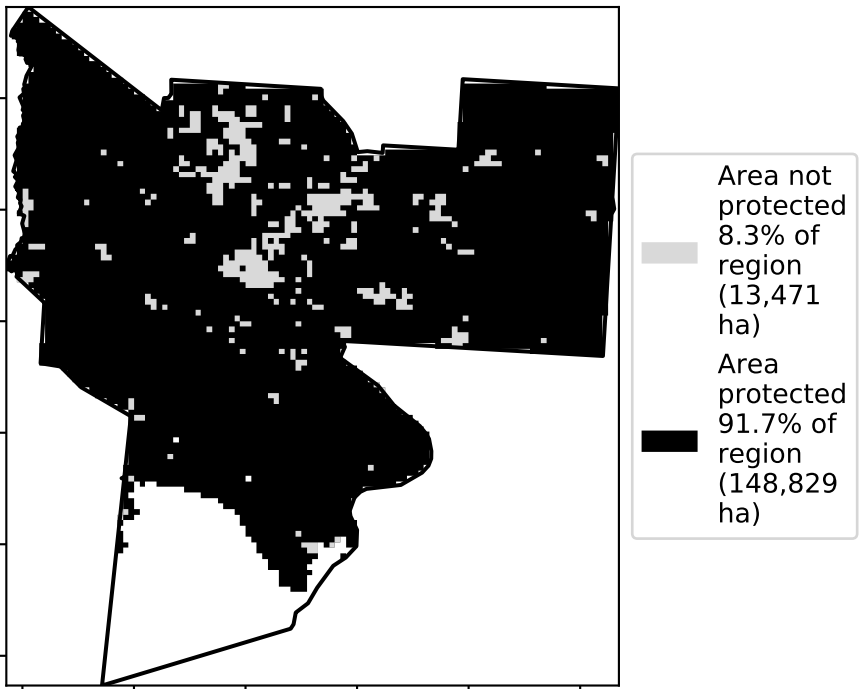 Area not
protected
8.3% of
region
(13,471
ha)
Area
protected
91.7% of
region
(148,829
ha)